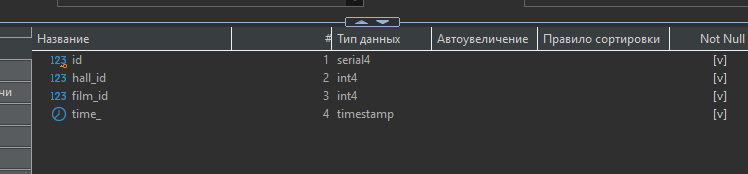 Название # Тип данных Автоувеличение Правило сортировки Not Null
123 id 1 serial4 [v]
123 hall_id 2 int4 [v]
123 film_id 3 int4 [v]
чи
time_ 4 timestamp [v]